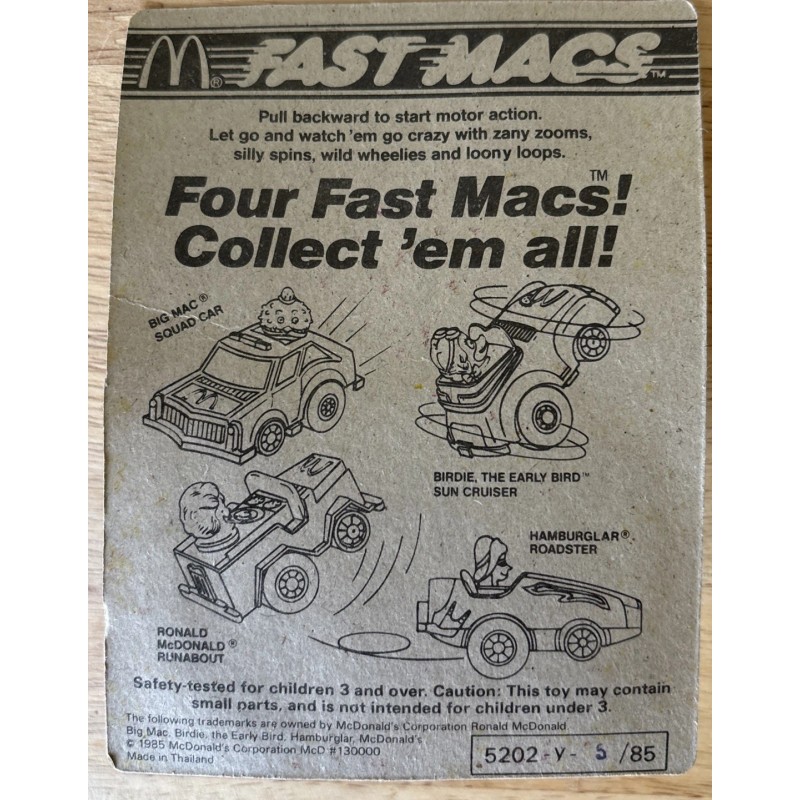 M® FAST MACS™
Pull backward to start motor action.
Let go and watch 'em go crazy with zany zooms,
silly spins, wild wheelies and loony loops.
Four Fast Macs!™
Collect 'em all!
BIG MAC®
SQUAD CAR
BIRDIE, THE EARLY BIRD™
SUN CRUISER
HAMBURGLAR®
ROADSTER
RONALD
McDONALD®
RUNABOUT
Safety-tested for children 3 and over. Caution: This toy may contain
small parts, and is not intended for children under 3.
The following trademarks are owned by McDonald's Corporation Ronald McDonald
Big Mac, Birdie, the Early Bird, Hamburglar, McDonald's
© 1985 McDonald's Corporation McD #130000
Made in Thailand
5202-Y- 5 /85